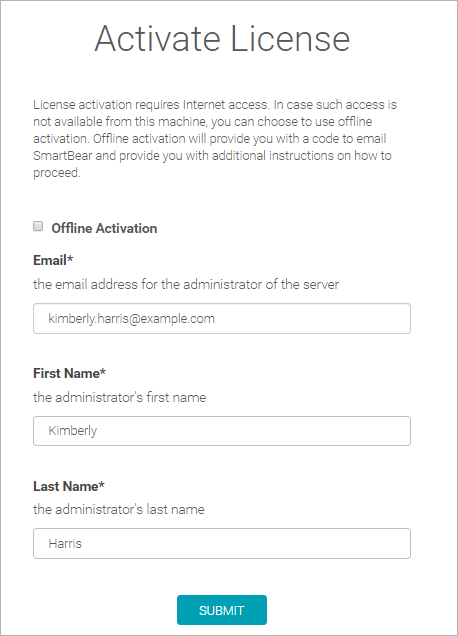 Activate License
License activation requires Internet access. In case such access is
not available from this machine, you can choose to use offline
activation. Offline activation will provide you with a code to email
SmartBear and provide you with additional instructions on how to
proceed.
Offline Activation
Email*
the email address for the administrator of the server
kimberly.harris@example.com
First Name*
the administrator's first name
Kimberly
Last Name*
the administrator's last name
Harris
SUBMIT